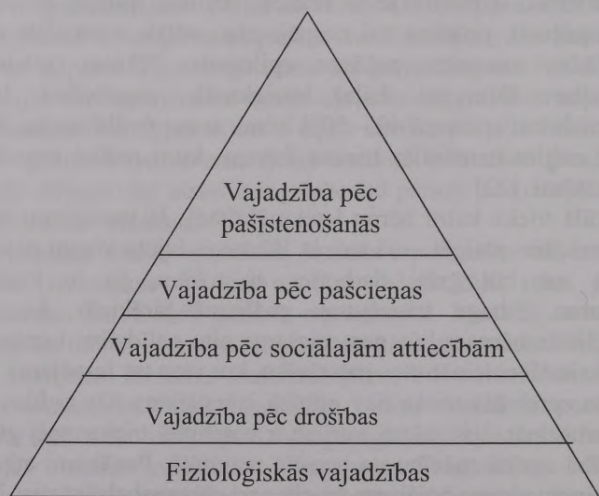 Vajadzība pēc
pašīstenošanās
Vajadzība pēc pašcieņas
Vajadzība pēc sociālajām attiecībām
Vajadzība pēc drošības
Fizioloģiskās vajadzības